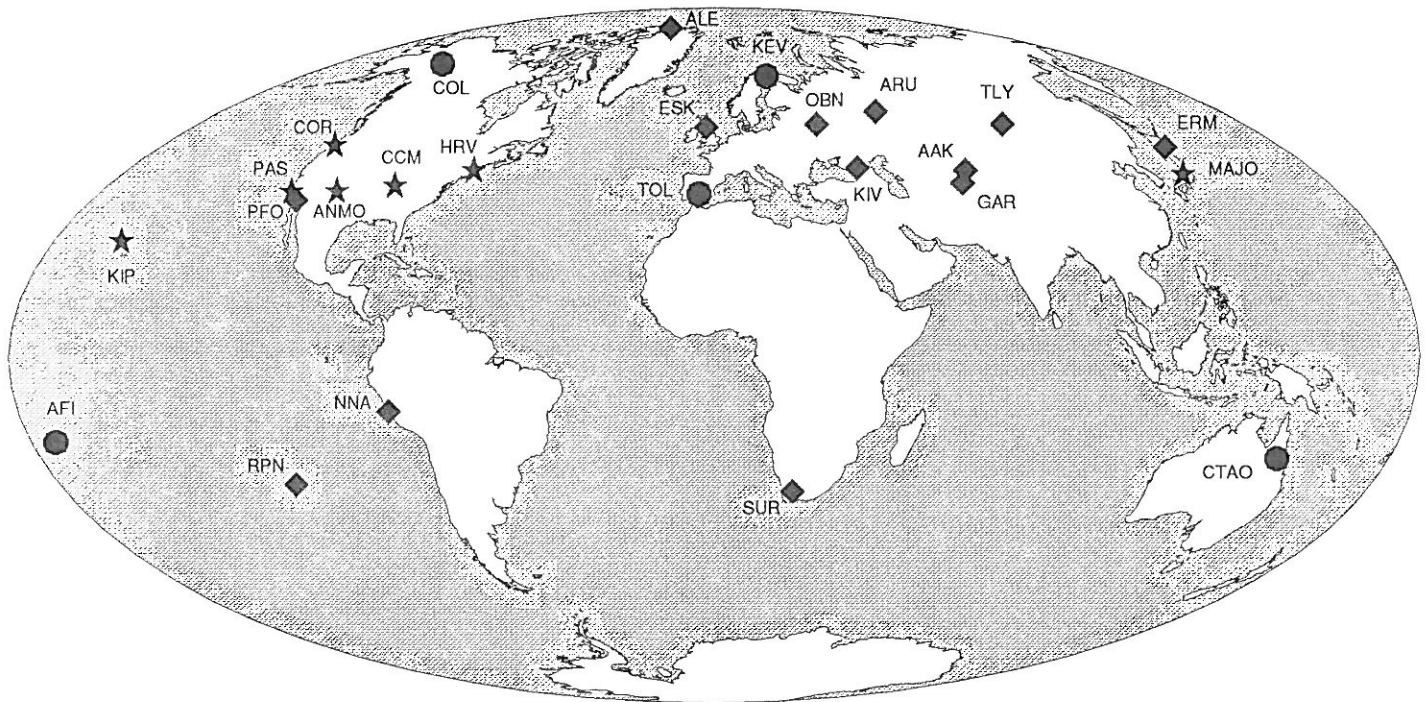 ALE
KEV
COL
ARU
TLY
OBN
ESK
ERM
COR
HRV
CCM
PAS
AAK
MAJO
TOL
KIV
GAR
PFO
ANMO
KIP
AFI
NNA
RPN
CTAO
SUR